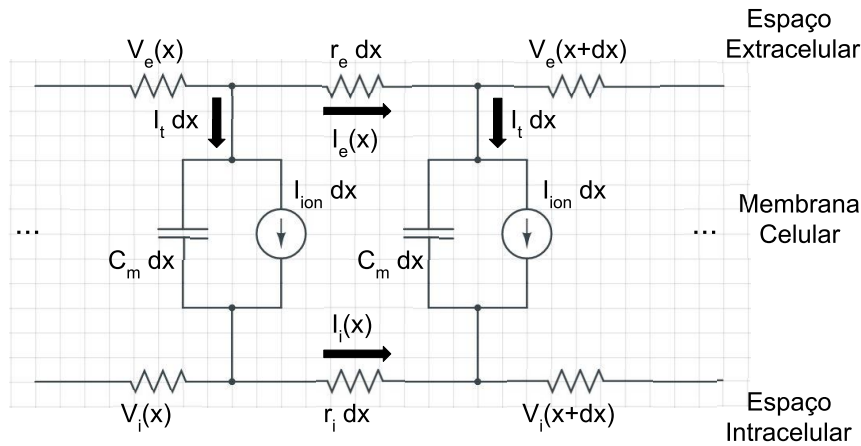 Espaço
Extracelular
V_e(x)
r_e dx
V_e(x+dx)
I_t dx
I_e(x)
I_t dx
I_ion dx
I_ion dx
...
...
Membrana
Celular
C_m dx
C_m dx
I_i(x)
V_i(x)
r_i dx
V_i(x+dx)
Espaço
Intracelular